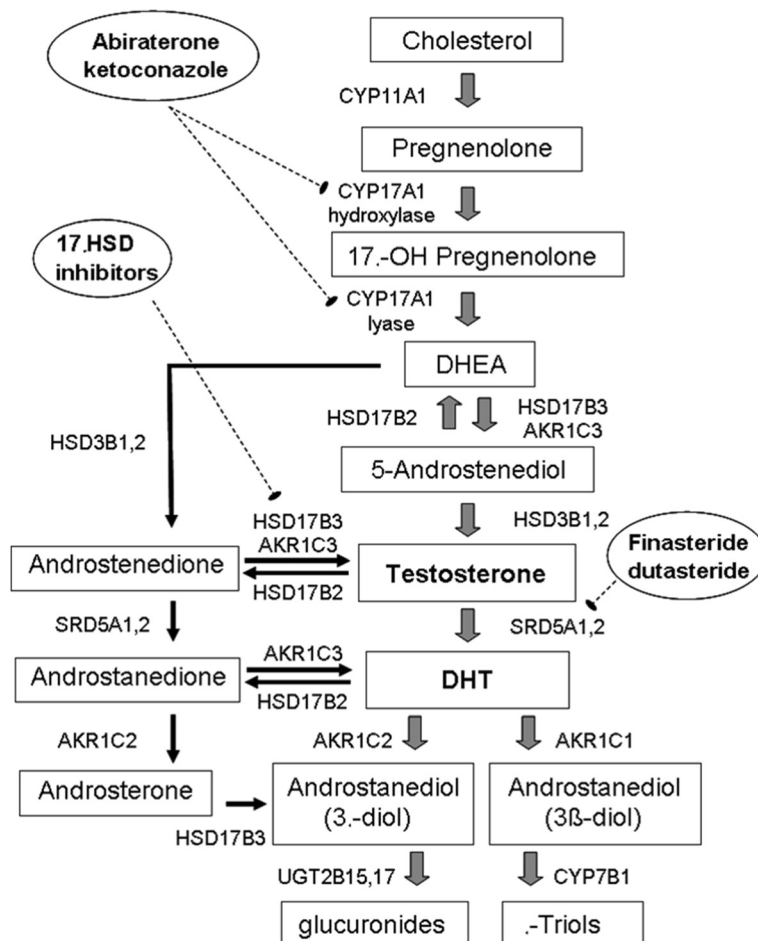 Abiraterone
ketoconazole
Cholesterol
CYP11A1
Pregnenolone
CYP17A1
hydroxylase
17.HSD
inhibitors
17.-OH Pregnenolone
CYP17A1
lyase
DHEA
HSD17B2
HSD17B3
AKR1C3
HSD3B1,2
5-Androstenediol
HSD17B3
AKR1C3
HSD3B1,2
Finasteride
dutasteride
Androstenedione
HSD17B2
Testosterone
SRD5A1,2
SRD5A1,2
Androstanedione
AKR1C3
HSD17B2
DHT
AKR1C2
AKR1C2
AKR1C1
Androsterone
HSD17B3
Androstanediol
(3.-diol)
Androstanediol
(3ß-diol)
UGT2B15,17
CYP7B1
glucuronides
.-Triols